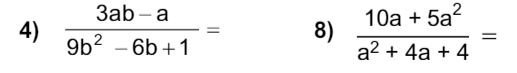 4) (3ab – a) / (9b² – 6b + 1) =
8) (10a + 5a²) / (a² + 4a + 4) =